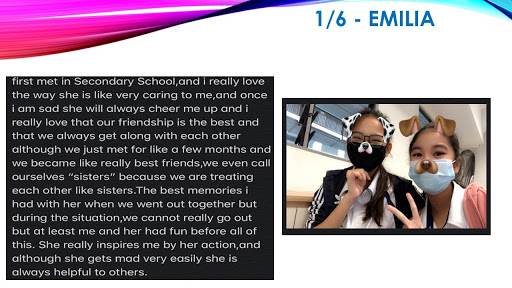 1/6 - EMILIA
first met in Secondary School,and i really love
the way she is like very caring to me,and once
i am sad she will always cheer me up and i
really love that our friendship is the best and
that we always get along with each other
although we just met for like a few months and
we became like really best friends,we even call
ourselves “sisters” because we are treating
each other like sisters.The best memories i
had with her when we went out together but
during the situation,we cannot really go out
but at least me and her had fun before all of
this. She really inspires me by her action,and
although she gets mad very easily she is
always helpful to others.